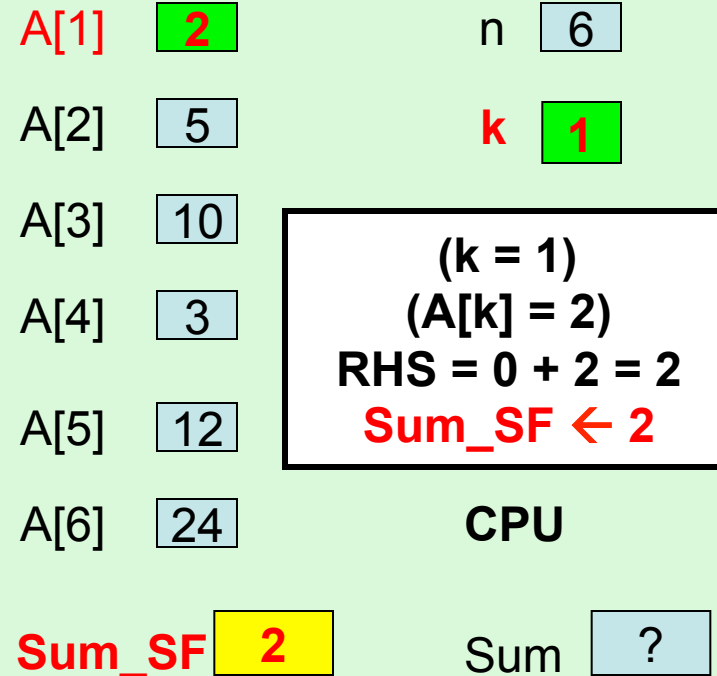 A[1] 2 n 6
A[2] 5 k 1
A[3] 10
(k = 1)
A[4] 3 (A[k] = 2)
RHS = 0 + 2 = 2
A[5] 12 Sum_SF ← 2
A[6] 24 CPU
Sum_SF 2 Sum ?